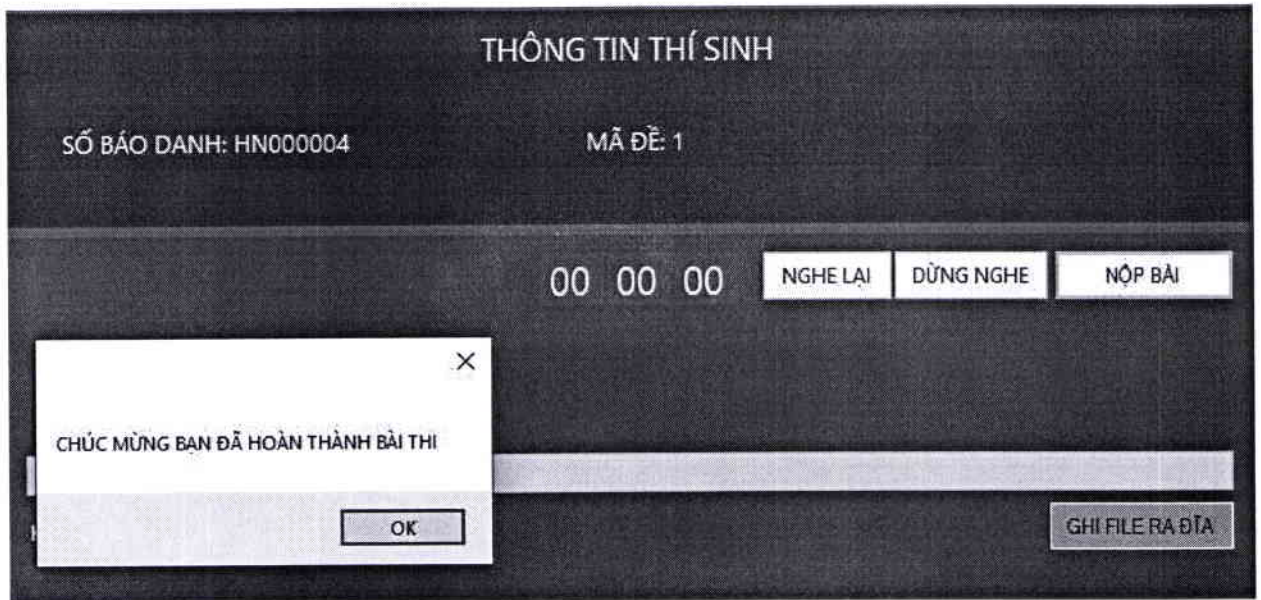 THÔNG TIN THÍ SINH
SỐ BÁO DANH: HN000004 MÃ ĐỀ: 1
00 00 00 NGHE LẠI DỪNG NGHE NỘP BÀI
CHÚC MỪNG BẠN ĐÃ HOÀN THÀNH BÀI THI
OK
GHI FILE RA ĐĨA